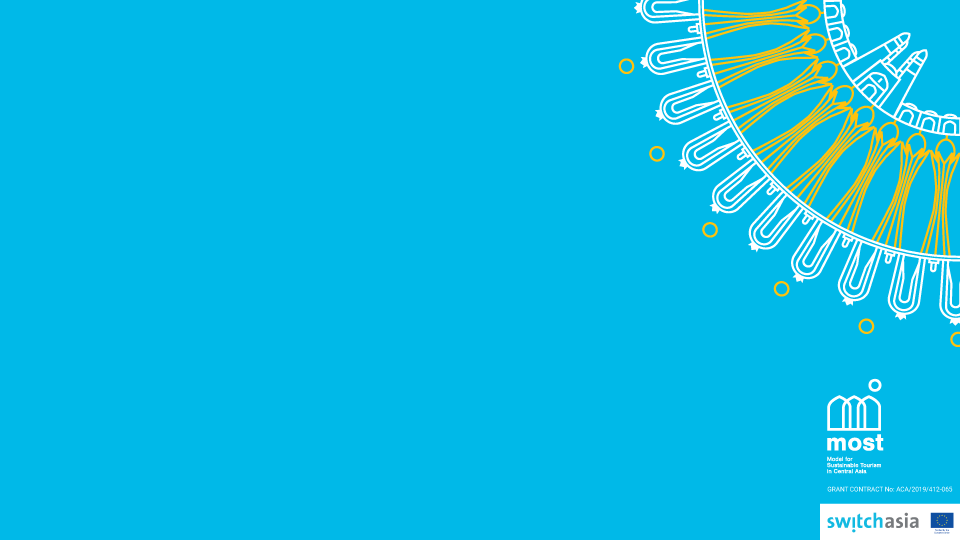 most
Model for
Sustainable Tourism
in Central Asia
GRANT CONTRACT No: ACA/2019/412-065
switchasia